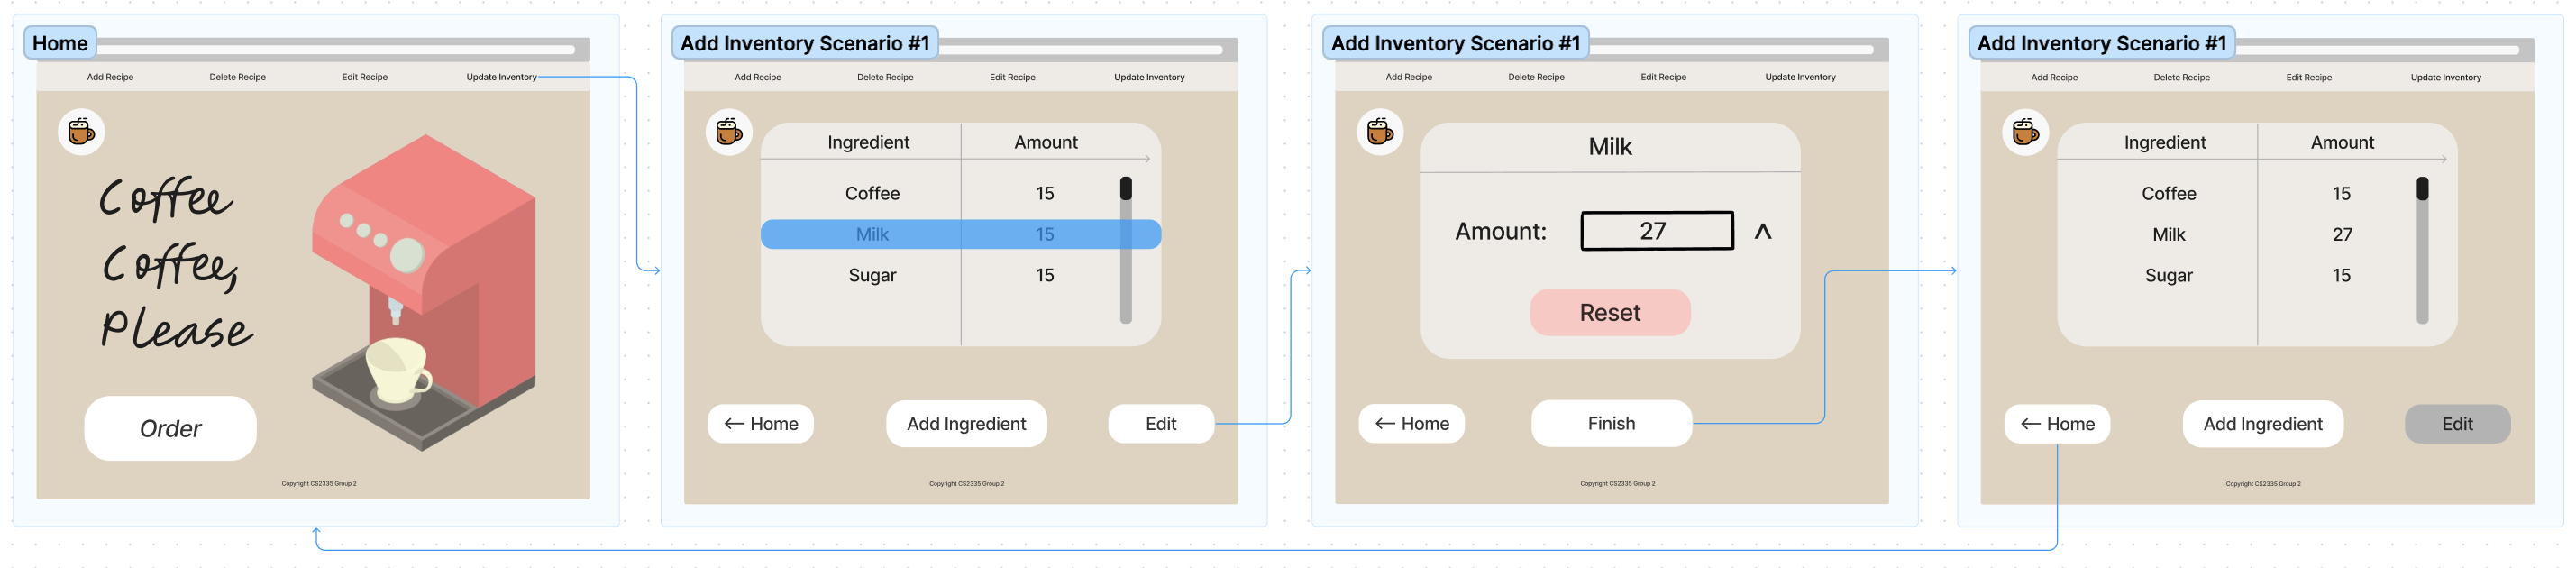 Home
Add Recipe Delete Recipe Edit Recipe Update Inventory
Coffee
Coffee,
Please
Order
Copyright CS2335 Group 2
Add Inventory Scenario #1
Add Recipe Delete Recipe Edit Recipe Update Inventory
Ingredient Amount
Coffee 15
Milk 15
Sugar 15
← Home Add Ingredient Edit
Copyright CS2335 Group 2
Add Inventory Scenario #1
Add Recipe Delete Recipe Edit Recipe Update Inventory
Milk
Amount: 27 ^
Reset
← Home Finish
Copyright CS2335 Group 2
Add Inventory Scenario #1
Add Recipe Delete Recipe Edit Recipe Update Inventory
Ingredient Amount
Coffee 15
Milk 27
Sugar 15
← Home Add Ingredient Edit
Copyright CS2335 Group 2